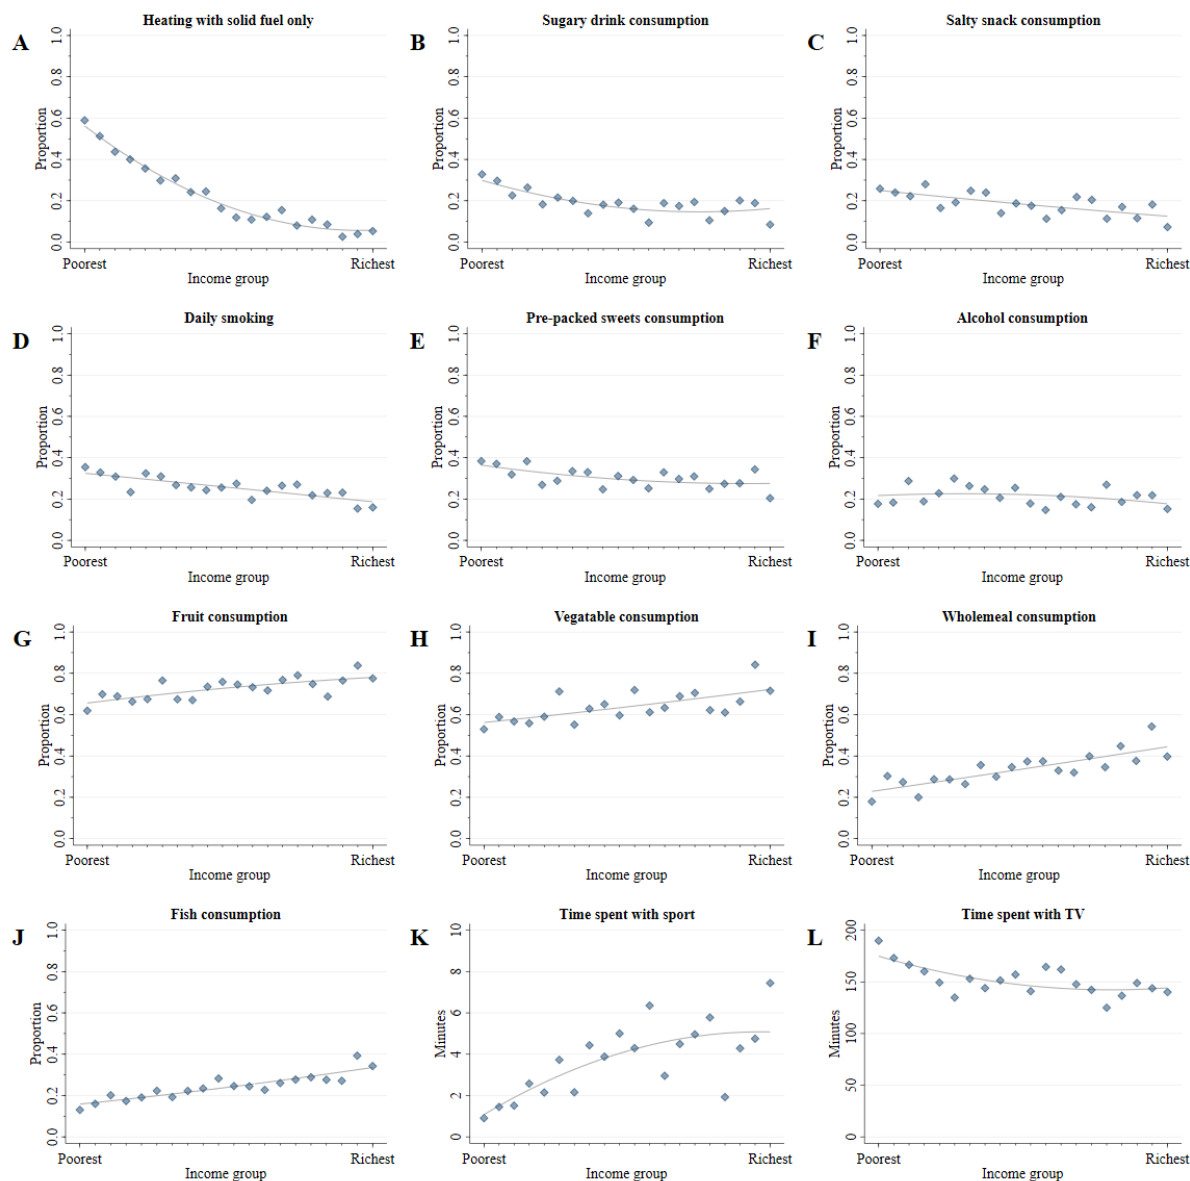 Heating with solid fuel only
A
Proportion
0.0 0.2 0.4 0.6 0.8 1.0
Poorest Richest
Income group
Sugary drink consumption
B
Proportion
0.0 0.2 0.4 0.6 0.8 1.0
Poorest Richest
Income group
Salty snack consumption
C
Proportion
0.0 0.2 0.4 0.6 0.8 1.0
Poorest Richest
Income group
Daily smoking
D
Proportion
0.0 0.2 0.4 0.6 0.8 1.0
Poorest Richest
Income group
Pre-packed sweets consumption
E
Proportion
0.0 0.2 0.4 0.6 0.8 1.0
Poorest Richest
Income group
Alcohol consumption
F
Proportion
0.0 0.2 0.4 0.6 0.8 1.0
Poorest Richest
Income group
Fruit consumption
G
Proportion
0.0 0.2 0.4 0.6 0.8 1.0
Poorest Richest
Income group
Vegatable consumption
H
Proportion
0.0 0.2 0.4 0.6 0.8 1.0
Poorest Richest
Income group
Wholemeal consumption
I
Proportion
0.0 0.2 0.4 0.6 0.8 1.0
Poorest Richest
Income group
Fish consumption
J
Proportion
0.0 0.2 0.4 0.6 0.8 1.0
Poorest Richest
Income group
Time spent with sport
K
Minutes
0 2 4 6 8 10
Poorest Richest
Income group
Time spent with TV
L
Minutes
0 50 100 150 200
Poorest Richest
Income group